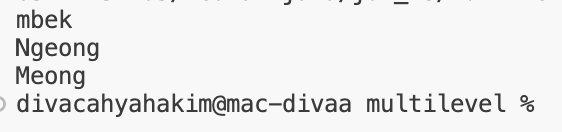 mbek
Ngeong
Meong
divacahyahakim@mac-divaa multilevel %